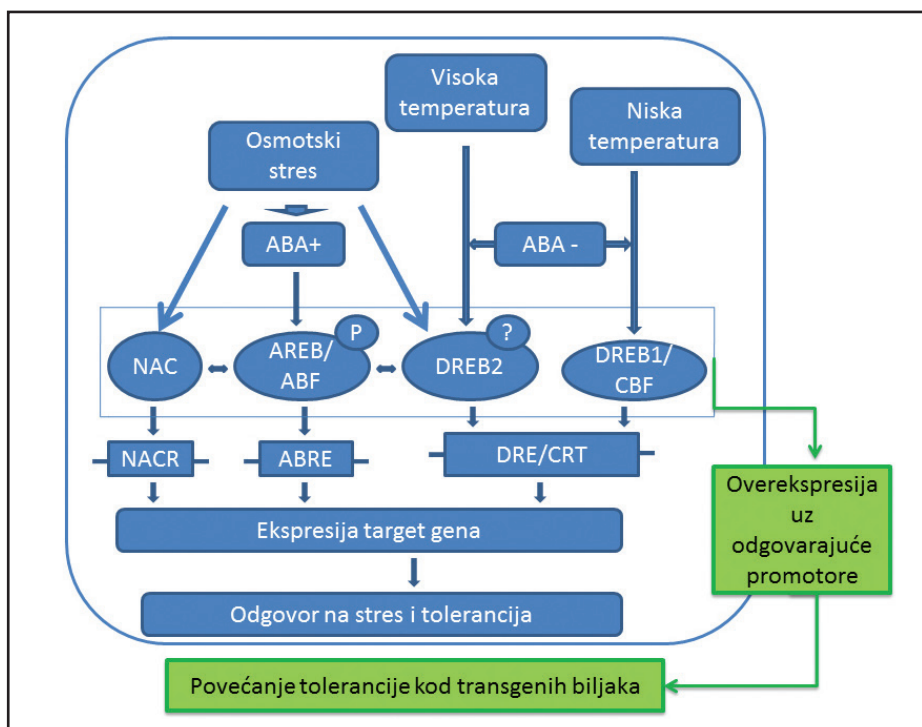 Visoka
temperatura
Niska
temperatura
Osmotski
stres
ABA+
ABA -
NAC
AREB/
ABF
P
DREB2
?
DREB1/
CBF
NACR
ABRE
DRE/CRT
Ekspresija target gena
Odgovor na stres i tolerancija
Overekspresija
uz
odgovarajuće
promotore
Povećanje tolerancije kod transgenih biljaka